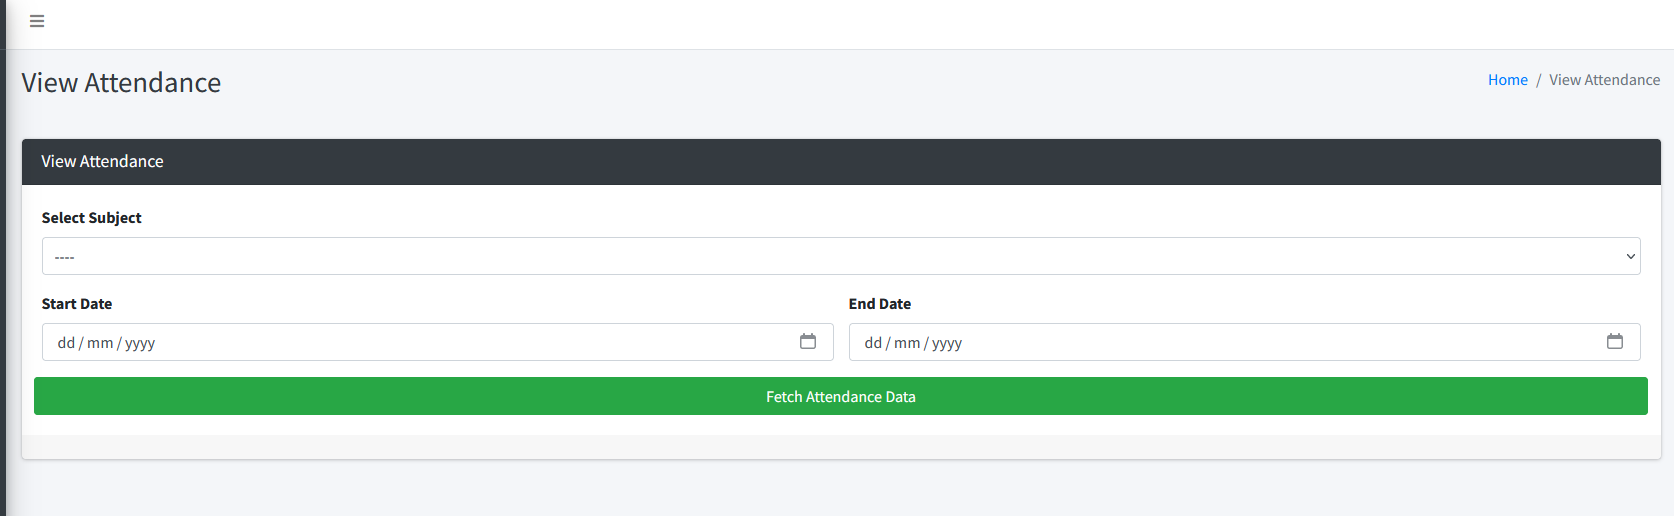 View Attendance
Home / View Attendance
View Attendance
Select Subject
----
Start Date
End Date
dd / mm / yyyy
dd / mm / yyyy
Fetch Attendance Data